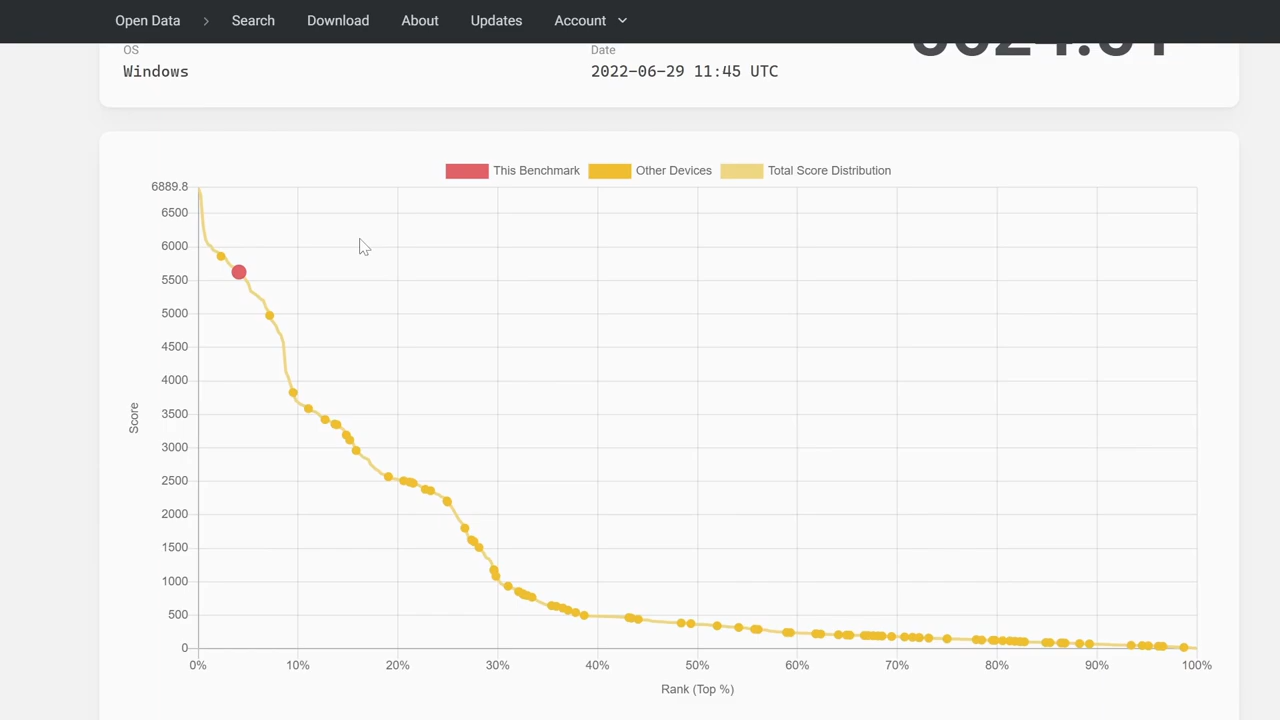 Open Data > Search Download About Updates Account
OS Date
Windows 2022-06-29 11:45 UTC
This Benchmark Other Devices Total Score Distribution
6889.8
6500
6000
5500
5000
4500
4000
3500
3000
2500
2000
1500
1000
500
0
Score
0% 10% 20% 30% 40% 50% 60% 70% 80% 90% 100%
Rank (Top %)